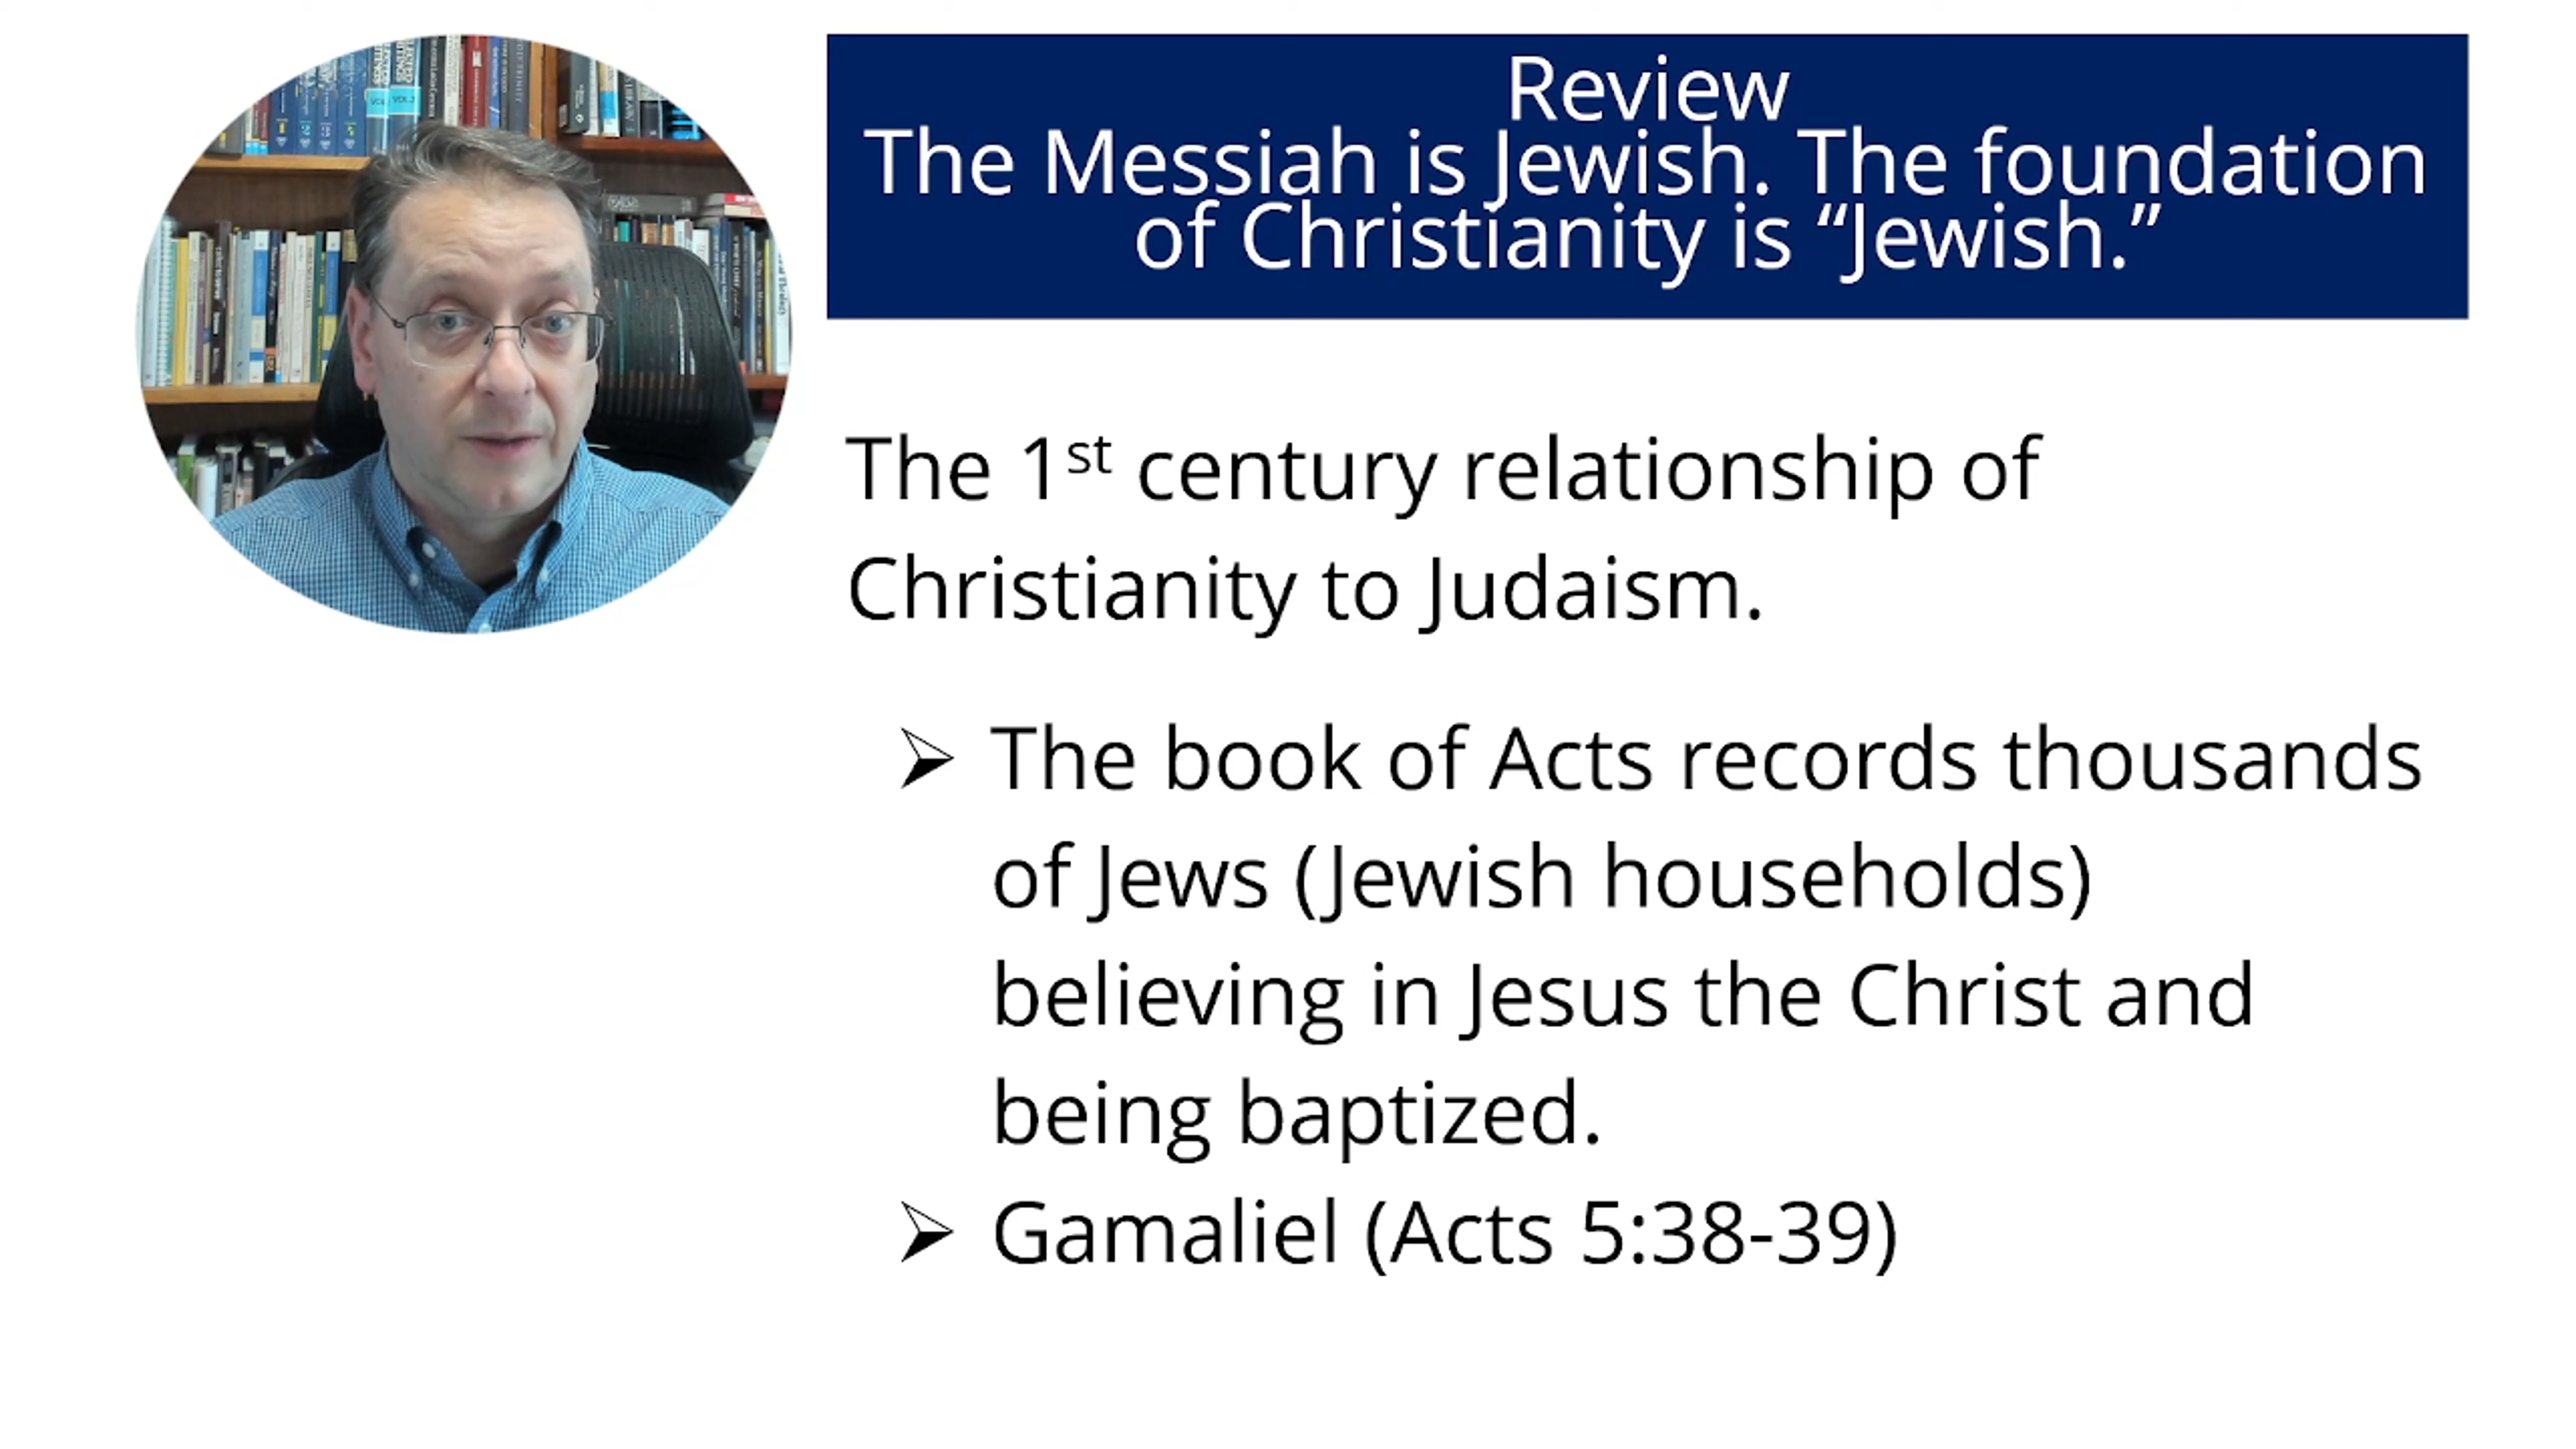 Review
The Messiah is Jewish. The foundation
of Christianity is “Jewish.”
The 1st century relationship of
Christianity to Judaism.
➢ The book of Acts records thousands
of Jews (Jewish households)
believing in Jesus the Christ and
being baptized.
➢ Gamaliel (Acts 5:38-39)